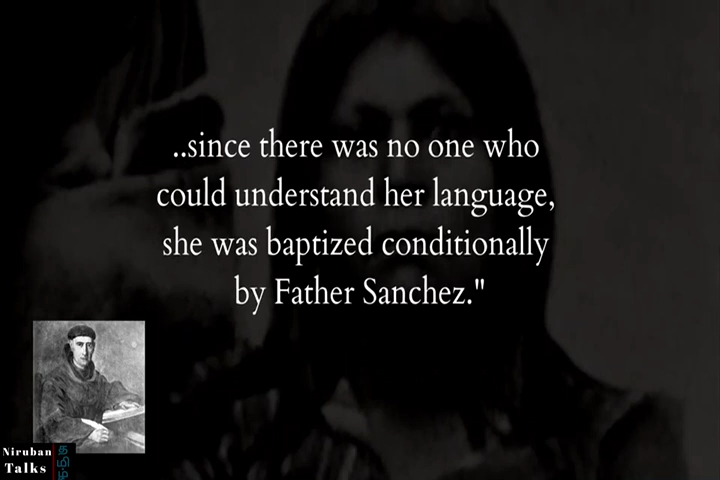 ..since there was no one who
could understand her language,
she was baptized conditionally
by Father Sanchez."
Niruban
Talks